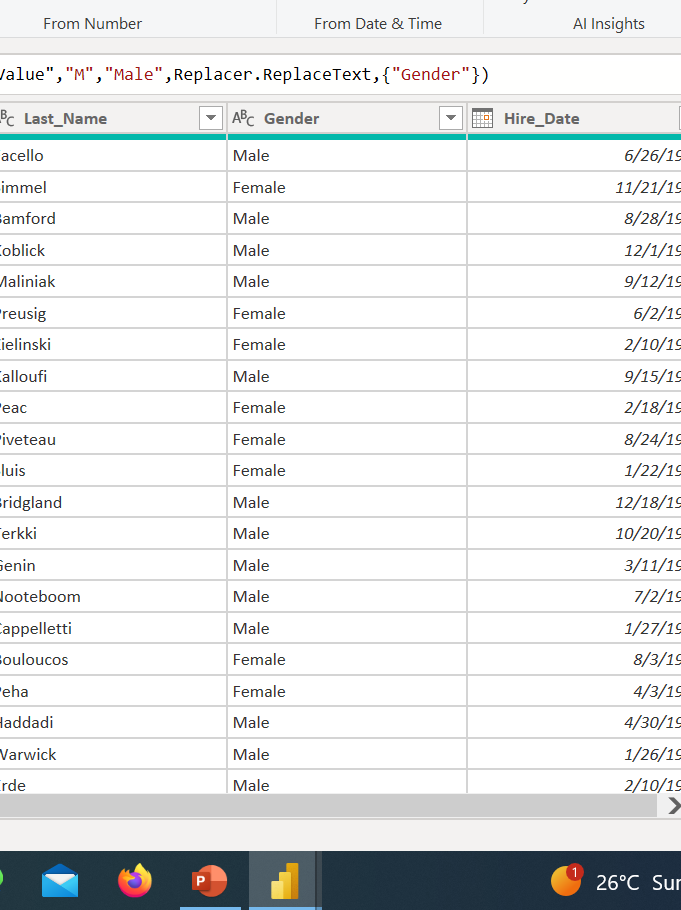 From Number From Date & Time AI Insights
Value","M","Male",Replacer.ReplaceText,{"Gender"})
ABC Last_Name ABC Gender Hire_Date
acello Male 6/26/19
immel Female 11/21/19
Bamford Male 8/28/19
Koblick Male 12/1/19
Maliniak Male 9/12/19
Preusig Female 6/2/19
ielinski Female 2/10/19
Kalloufi Male 9/15/19
Peac Female 2/18/19
Piveteau Female 8/24/19
luis Female 1/22/19
Bridgland Male 12/18/19
Terkki Male 10/20/19
Genin Male 3/11/19
Nooteboom Male 7/2/19
Cappelletti Male 1/27/19
Bouloucos Female 8/3/19
Peha Female 4/3/19
Haddadi Male 4/30/19
Warwick Male 1/26/19
rde Male 2/10/19
P 1 26°C Sun